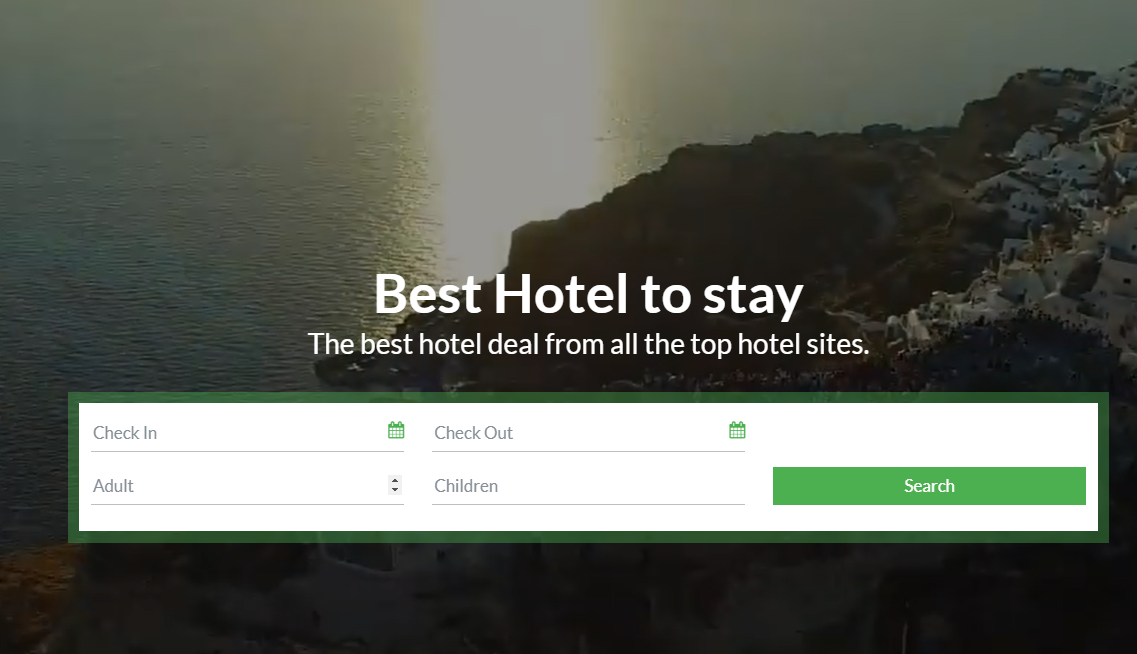 Best Hotel to stay
The best hotel deal from all the top hotel sites.
Check In
Check Out
Adult
Children
Search